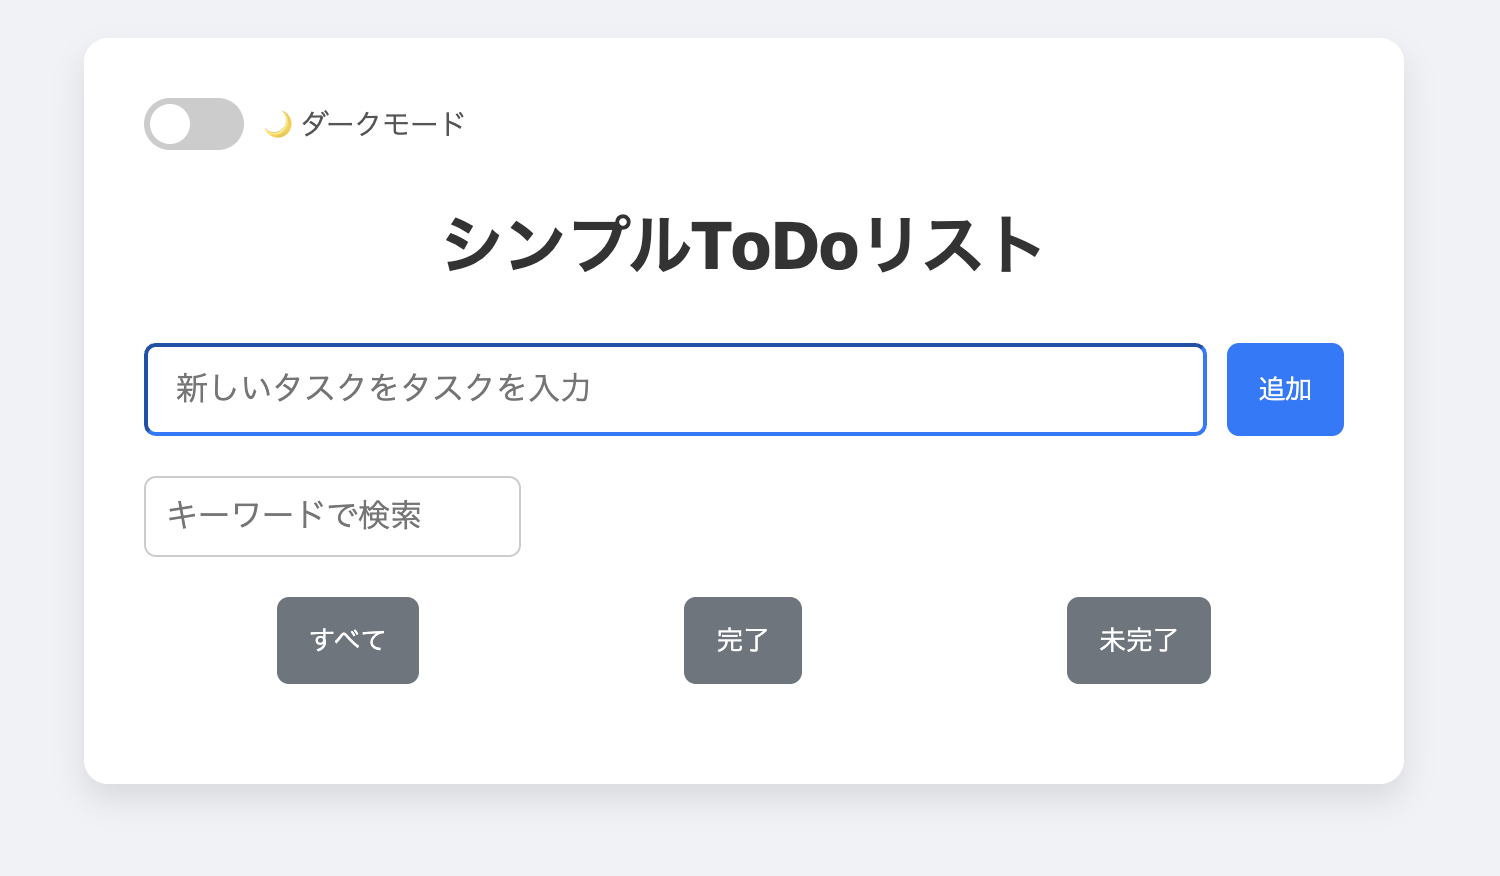 🌙 ダークモード
シンプルToDoリスト
新しいタスクをタスクを入力
追加
キーワードで検索
すべて
完了
未完了